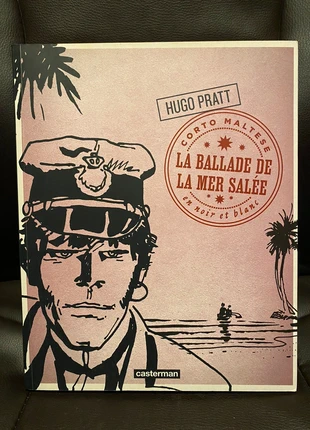 HUGO PRATT
CORTO MALTESE
LA BALLADE DE
LA MER SALÉE
en noir et blanc
casterman